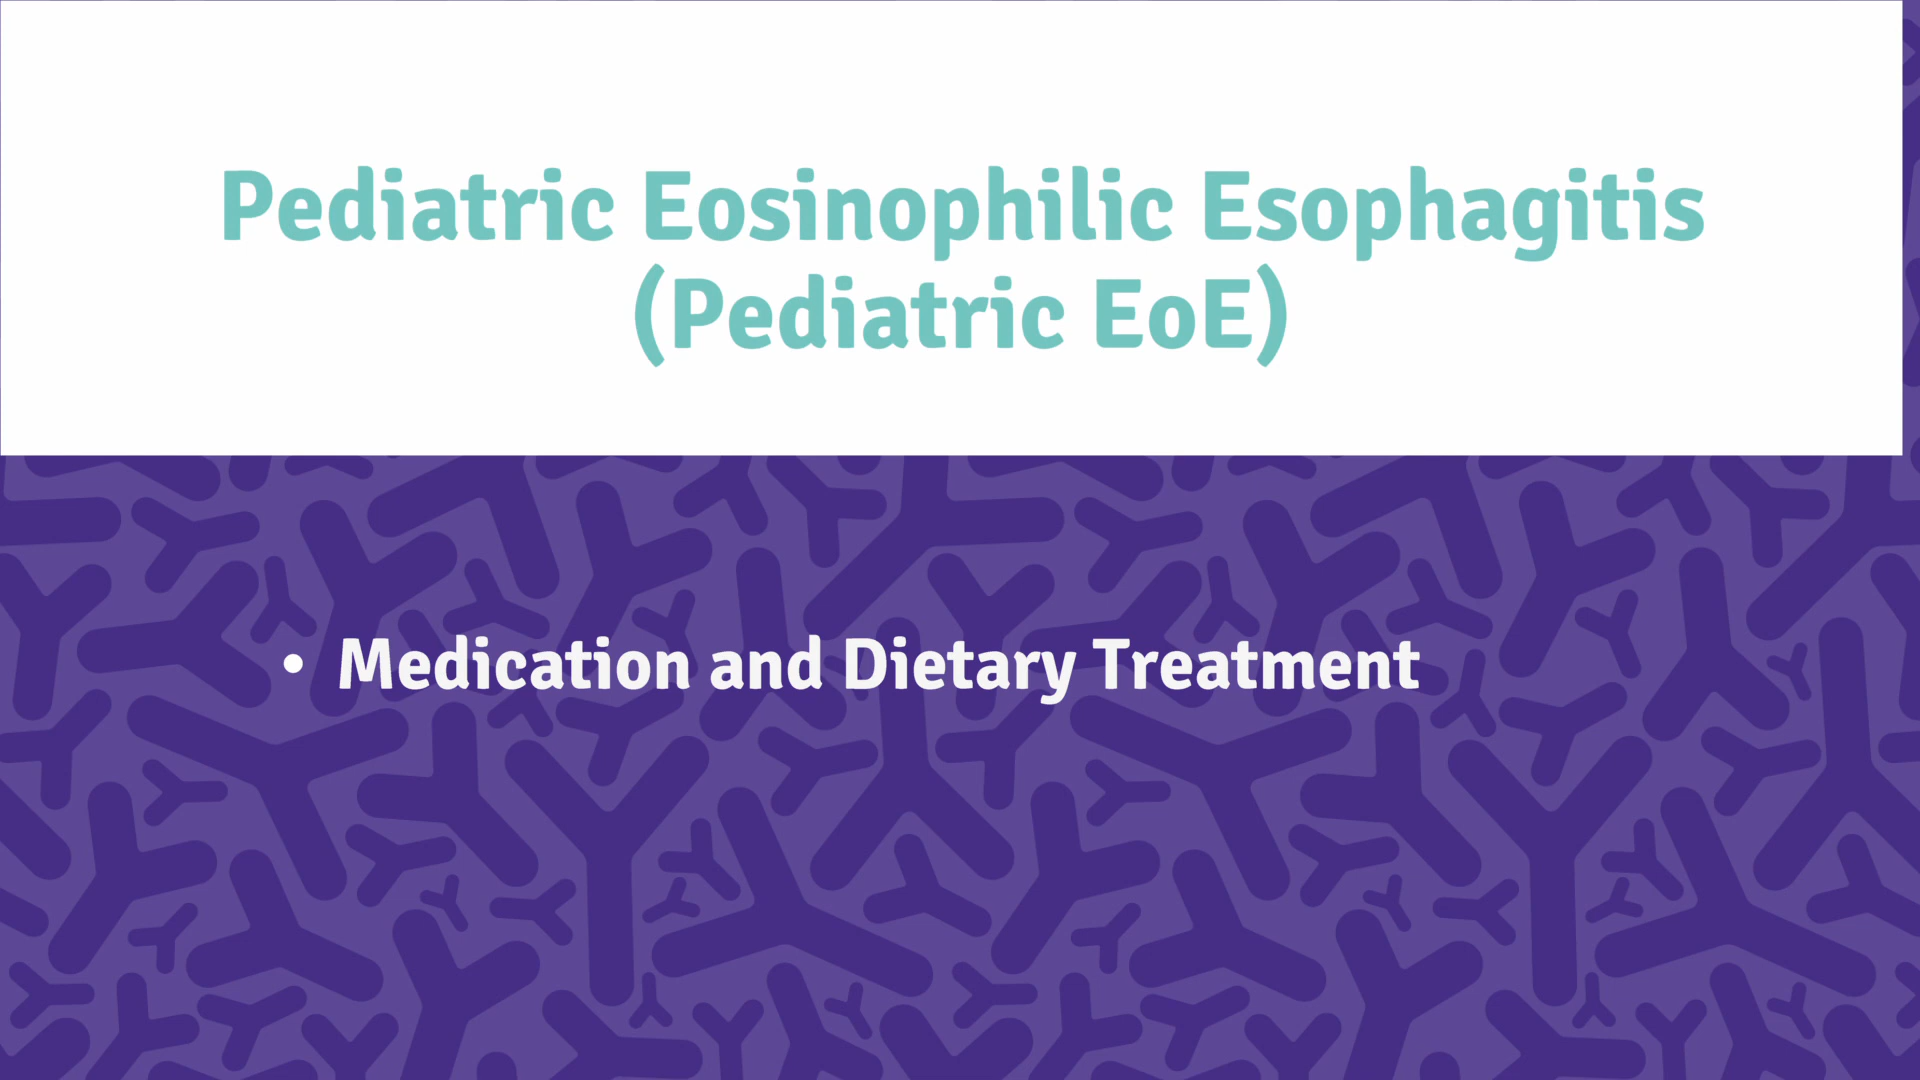 Pediatric Eosinophilic Esophagitis
(Pediatric EoE)
• Medication and Dietary Treatment